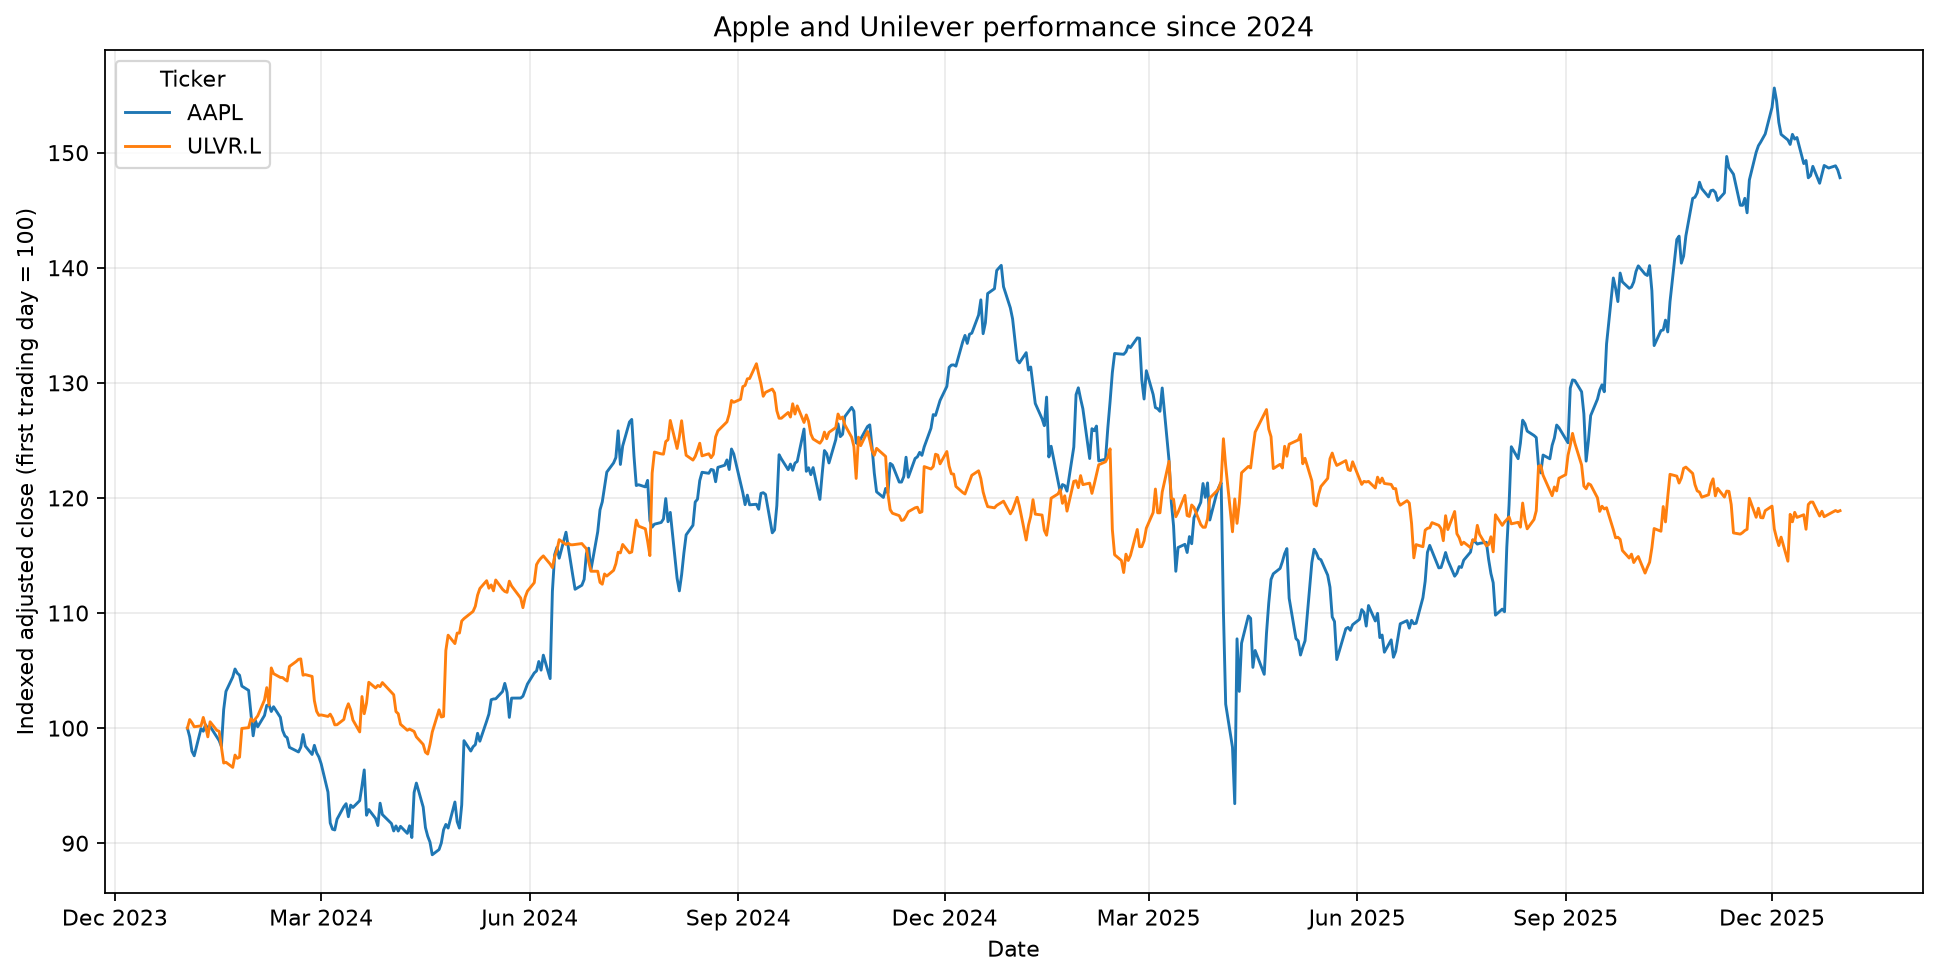 Apple and Unilever performance since 2024
Ticker
AAPL
ULVR.L
Indexed adjusted close (first trading day = 100)
150
140
130
120
110
100
90
Dec 2023 Mar 2024 Jun 2024 Sep 2024 Dec 2024 Mar 2025 Jun 2025 Sep 2025 Dec 2025
Date